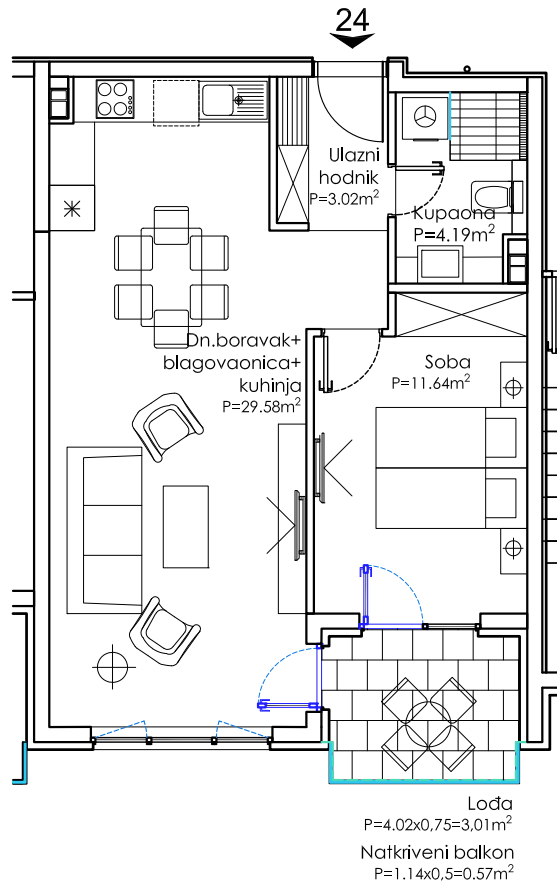 24
Ulazni
hodnik
P=3.02m²
Kupaona
P=4.19m²
Dn.boravak+
blagovaonica+
kuhinja
P=29.58m²
Soba
P=11.64m²
Lođa
P=4.02x0,75=3,01m²
Natkriveni balkon
P=1.14x0,5=0.57m²